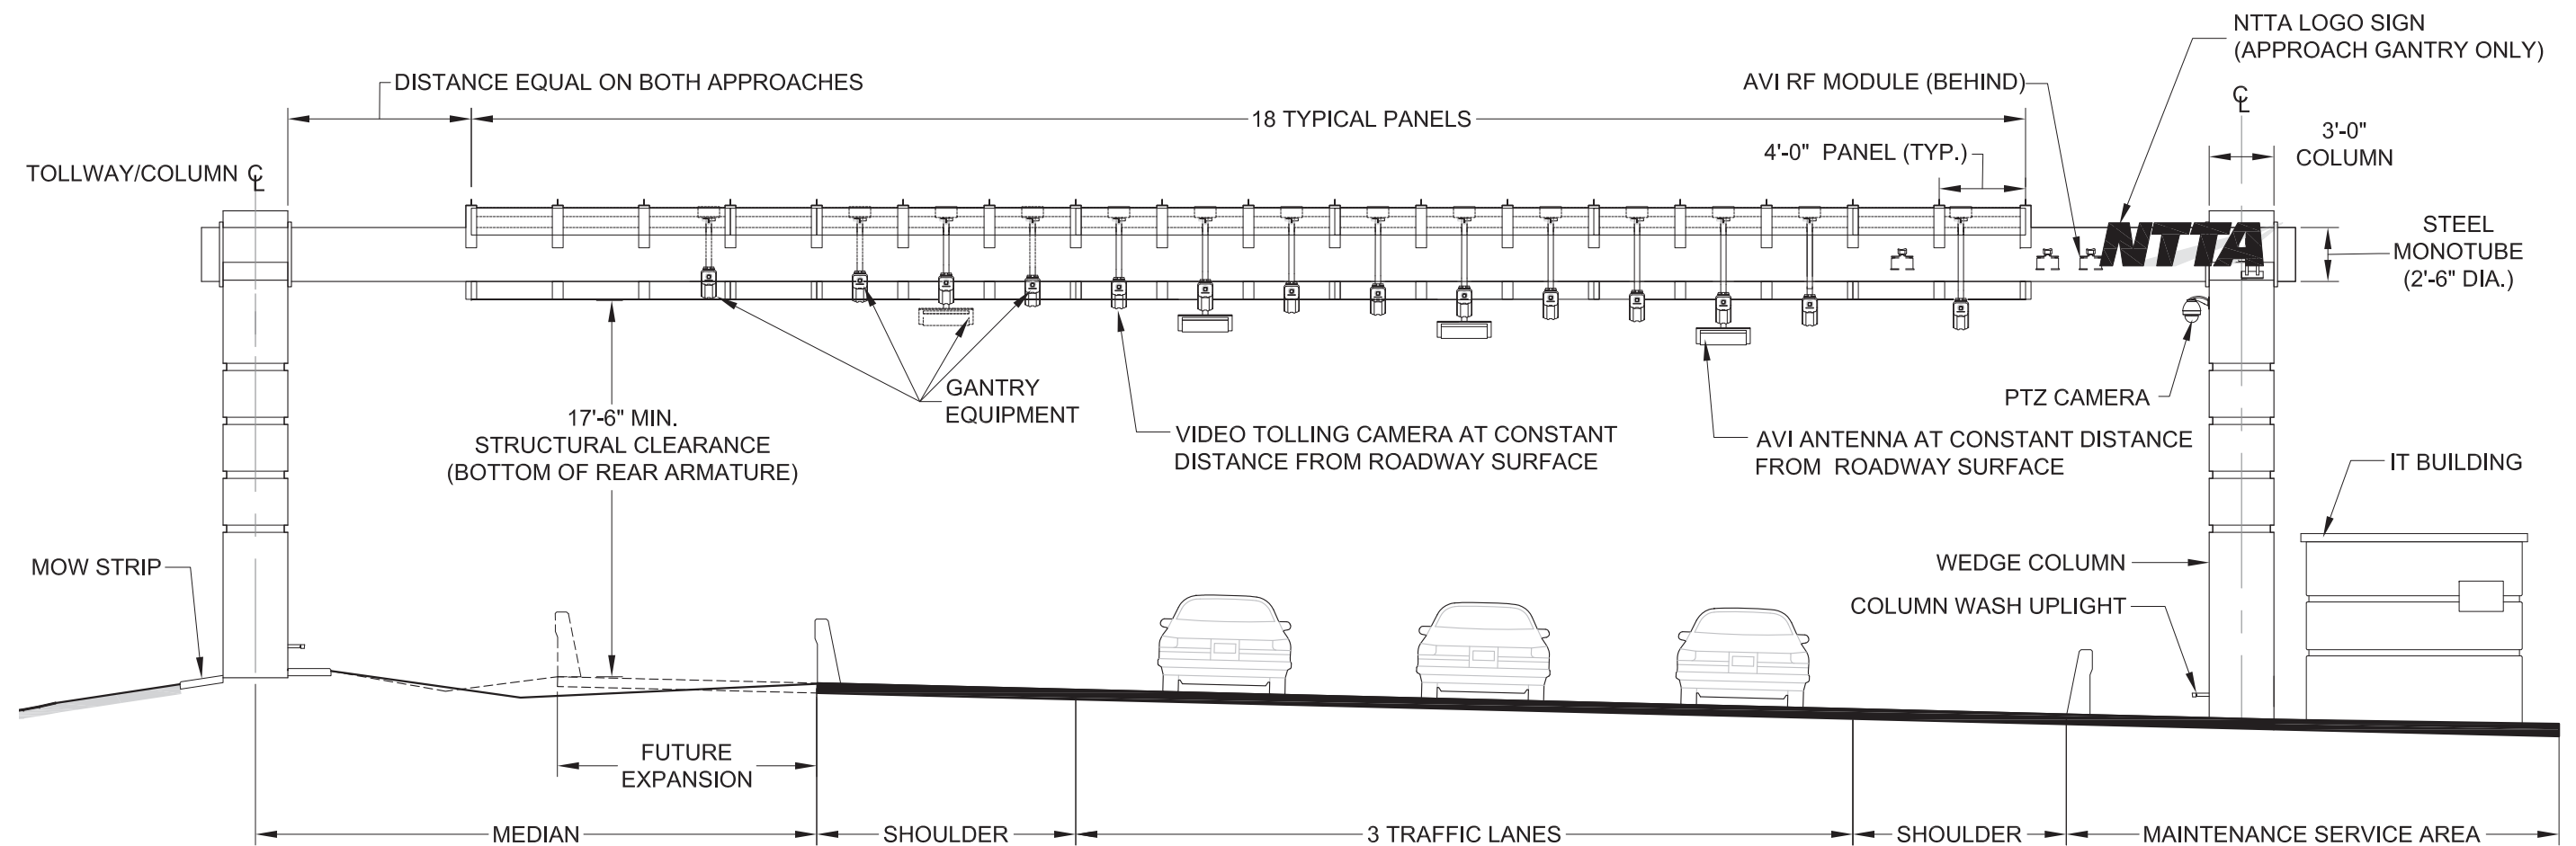 NTTA LOGO SIGN
(APPROACH GANTRY ONLY)
DISTANCE EQUAL ON BOTH APPROACHES
AVI RF MODULE (BEHIND)
℄
18 TYPICAL PANELS
3'-0"
COLUMN
4'-0" PANEL (TYP.)
TOLLWAY/COLUMN ℄
NTTA
STEEL
MONOTUBE
(2'-6" DIA.)
GANTRY
EQUIPMENT
PTZ CAMERA
17'-6" MIN.
STRUCTURAL CLEARANCE
(BOTTOM OF REAR ARMATURE)
VIDEO TOLLING CAMERA AT CONSTANT
DISTANCE FROM ROADWAY SURFACE
AVI ANTENNA AT CONSTANT DISTANCE
FROM ROADWAY SURFACE
IT BUILDING
MOW STRIP
WEDGE COLUMN
COLUMN WASH UPLIGHT
FUTURE
EXPANSION
MEDIAN
SHOULDER
3 TRAFFIC LANES
SHOULDER
MAINTENANCE SERVICE AREA